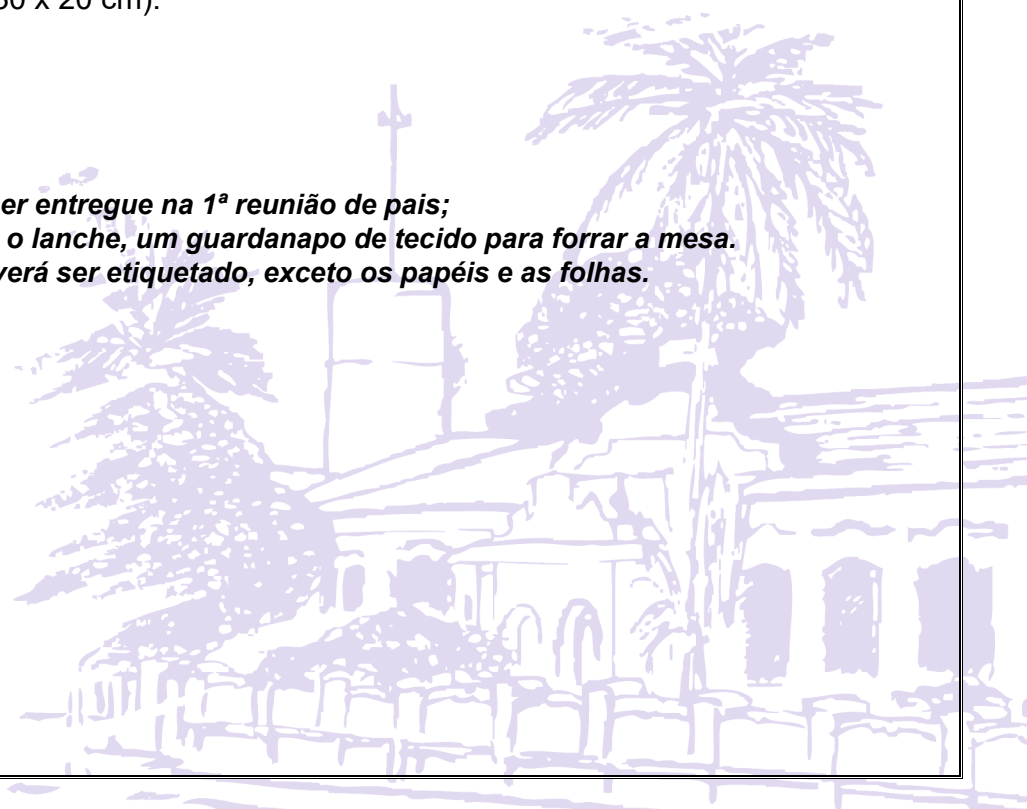 x 20 cm).
er entregue na 1ª reunião de pais;
o lanche, um guardanapo de tecido para forrar a mesa.
verá ser etiquetado, exceto os papéis e as folhas.